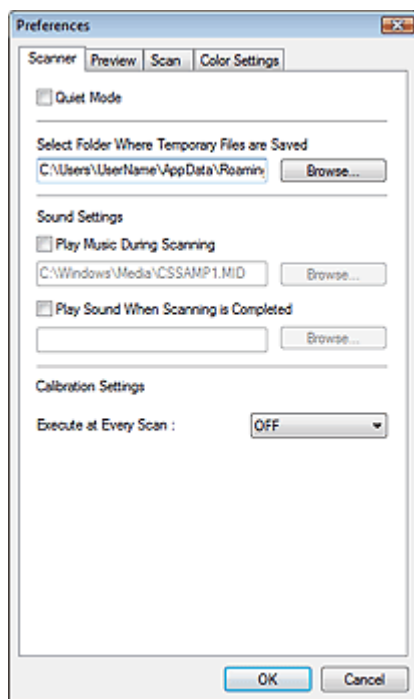 Preferences
Scanner Preview Scan Color Settings
Quiet Mode
Select Folder Where Temporary Files are Saved
C:\Users\UserName\AppData\Roaming Browse...
Sound Settings
Play Music During Scanning
C:\Windows\Media\CSSAMP1.MID Browse...
Play Sound When Scanning is Completed
Browse...
Calibration Settings
Execute at Every Scan : OFF
OK Cancel